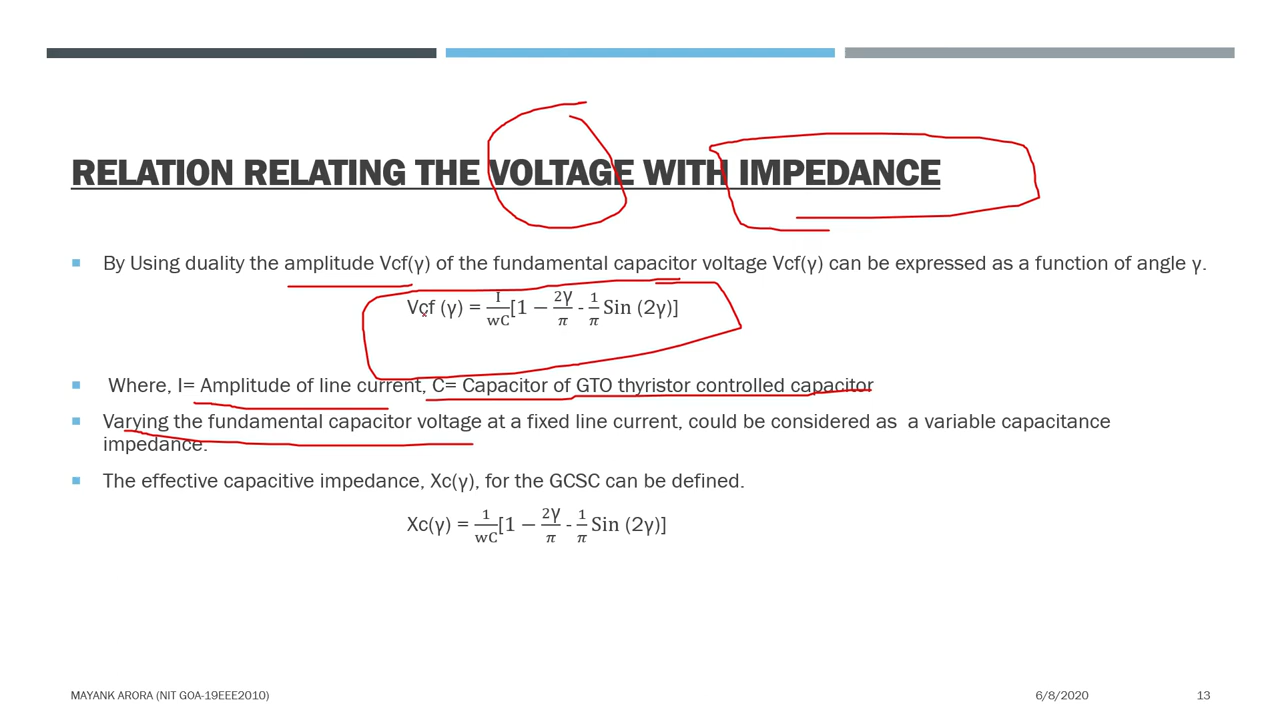 RELATION RELATING THE VOLTAGE WITH IMPEDANCE
By Using duality the amplitude Vcf(γ) of the fundamental capacitor voltage Vcf(γ) can be expressed as a function of angle γ.
Vcf (γ) = I/wC[1 − 2γ/π - 1/π Sin (2γ)]
Where, I= Amplitude of line current, C= Capacitor of GTO thyristor controlled capacitor
Varying the fundamental capacitor voltage at a fixed line current, could be considered as a variable capacitance
impedance.
The effective capacitive impedance, Xc(γ), for the GCSC can be defined.
Xc(γ) = 1/wC[1 − 2γ/π - 1/π Sin (2γ)]
MAYANK ARORA (NIT GOA-19EEE2010) 6/8/2020 13